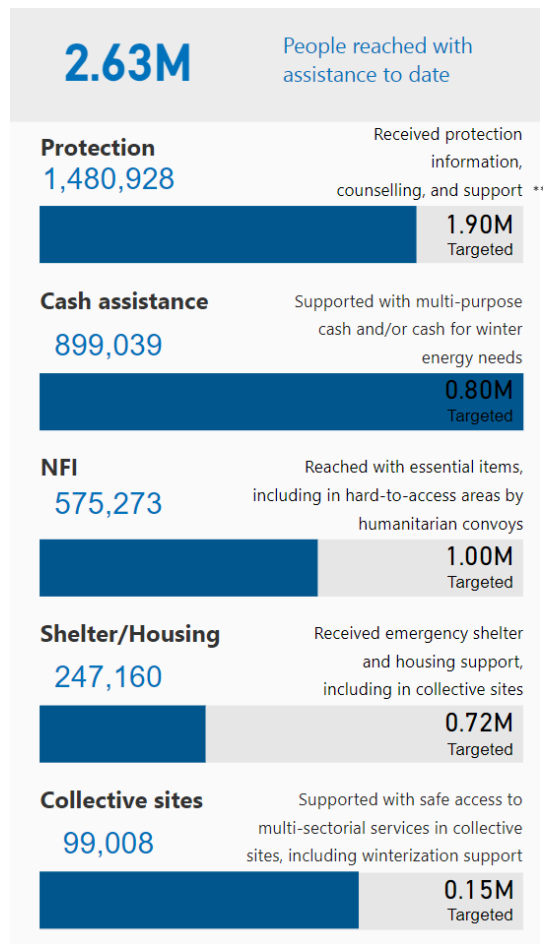 2.63M
People reached with
assistance to date
Protection
1,480,928
Received protection
information,
counselling, and support **
1.90M
Targeted
Cash assistance
899,039
Supported with multi-purpose
cash and/or cash for winter
energy needs
0.80M
Targeted
NFI
575,273
Reached with essential items,
including in hard-to-access areas by
humanitarian convoys
1.00M
Targeted
Shelter/Housing
247,160
Received emergency shelter
and housing support,
including in collective sites
0.72M
Targeted
Collective sites
99,008
Supported with safe access to
multi-sectorial services in collective
sites, including winterization support
0.15M
Targeted